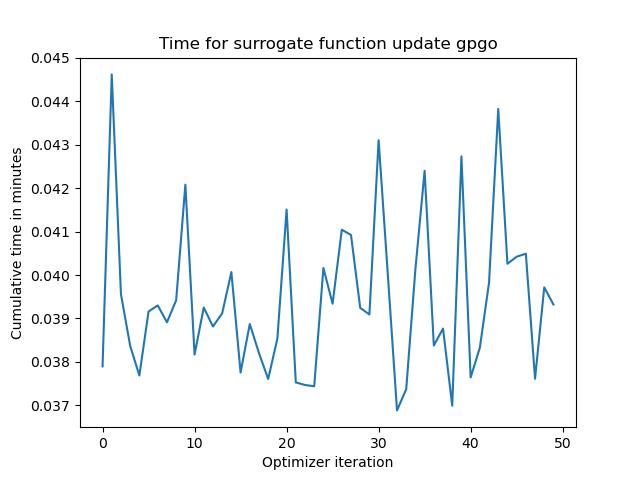 Time for surrogate function update gpgo
0.045
0.044
0.043
0.042
0.041
0.040
0.039
0.038
0.037
Cumulative time in minutes
0 10 20 30 40 50
Optimizer iteration